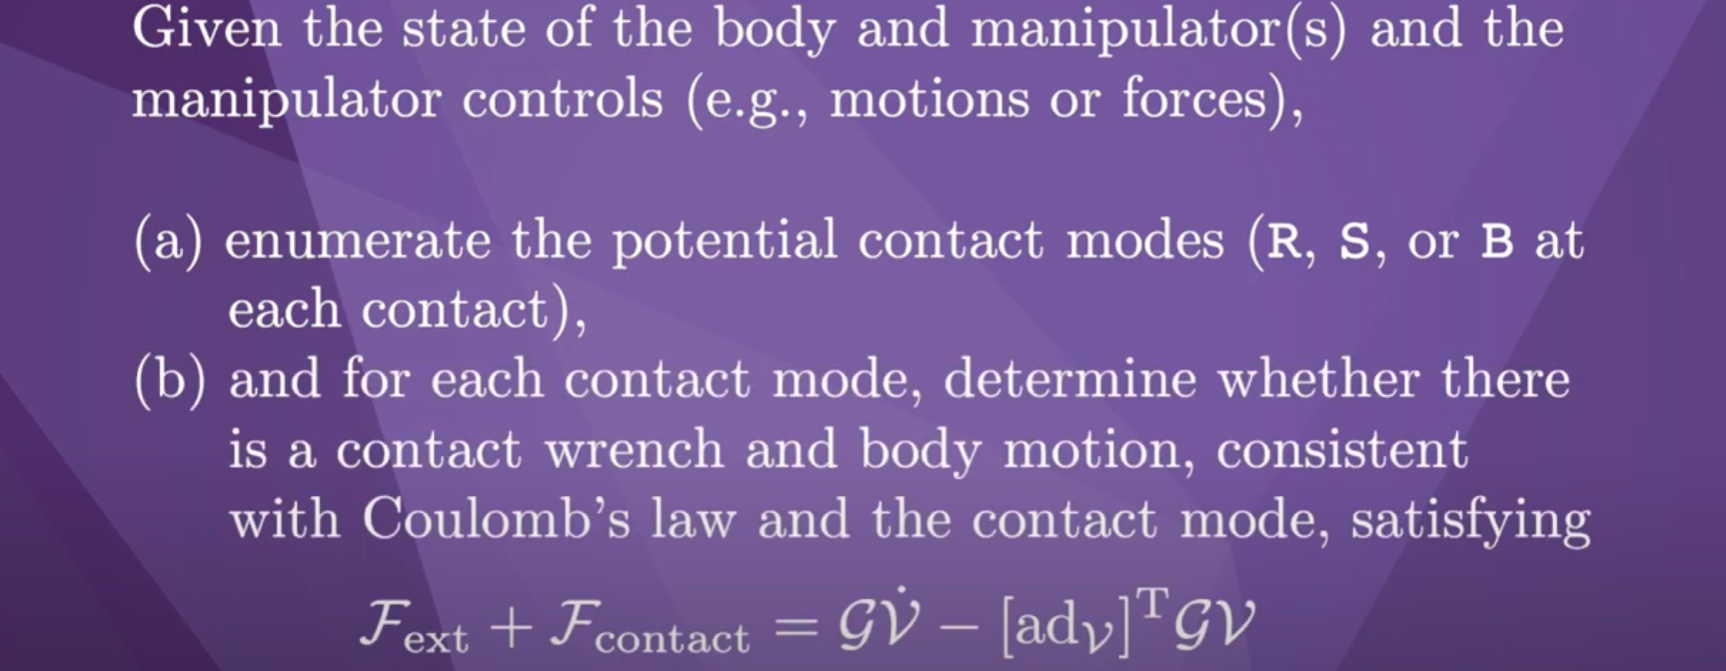 Given the state of the body and manipulator(s) and the
manipulator controls (e.g., motions or forces),
(a) enumerate the potential contact modes (R, S, or B at
each contact),
(b) and for each contact mode, determine whether there
is a contact wrench and body motion, consistent
with Coulomb's law and the contact mode, satisfying
$\mathcal{F}_{\text{ext}} + \mathcal{F}_{\text{contact}} = \mathcal{G}\dot{\mathcal{V}} - [\text{ad}_{\mathcal{V}}]^{\text{T}}\mathcal{G}\mathcal{V}$